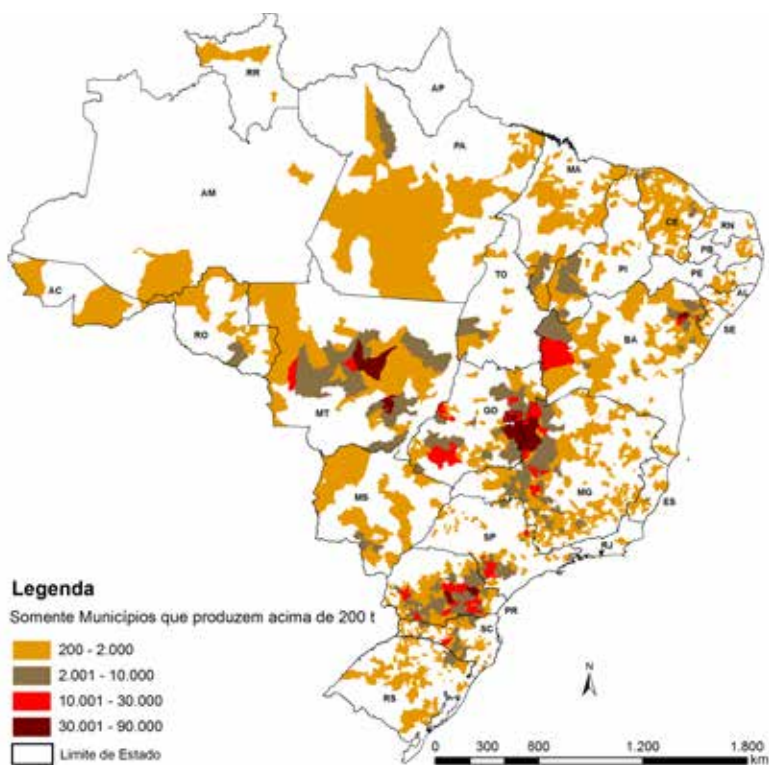 RR
AP
AM
PA
MA
CE
RN
PB
PE
AL
SE
PI
TO
AC
RO
BA
MT
GO
MG
ES
MS
SP
RJ
PR
SC
RS
Legenda
Somente Municípios que produzem acima de 200 t
200 - 2.000
2.001 - 10.000
10.001 - 30.000
30.001 - 90.000
Limite de Estado
N
0 300 600 1.200 1.800
km